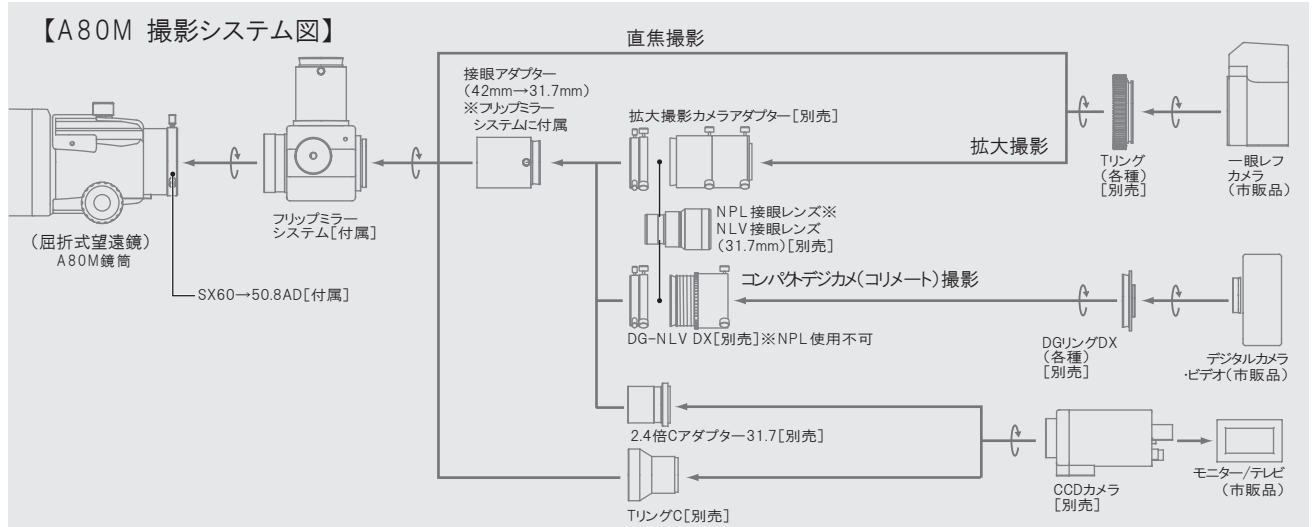 【A80M 撮影システム図】
直焦撮影
接眼アダプター
(42mm→31.7mm)
※フリップミラー
システムに付属
拡大撮影カメラアダプター[別売]
拡大撮影
Tリング
(各種)
[別売]
一眼レフ
カメラ
(市販品)
フリップミラー
システム[付属]
(屈折式望遠鏡)
A80M鏡筒
SX60→50.8AD[付属]
NPL接眼レンズ※
NLV接眼レンズ
(31.7mm)[別売]
コンパクトデジカメ(コリメート)撮影
DG-NLV DX[別売]※NPL使用不可
DGリングDX
(各種)
[別売]
デジタルカメラ
・ビデオ(市販品)
2.4倍Cアダプター31.7[別売]
TリングC[別売]
CCDカメラ
[別売]
モニター/テレビ
(市販品)